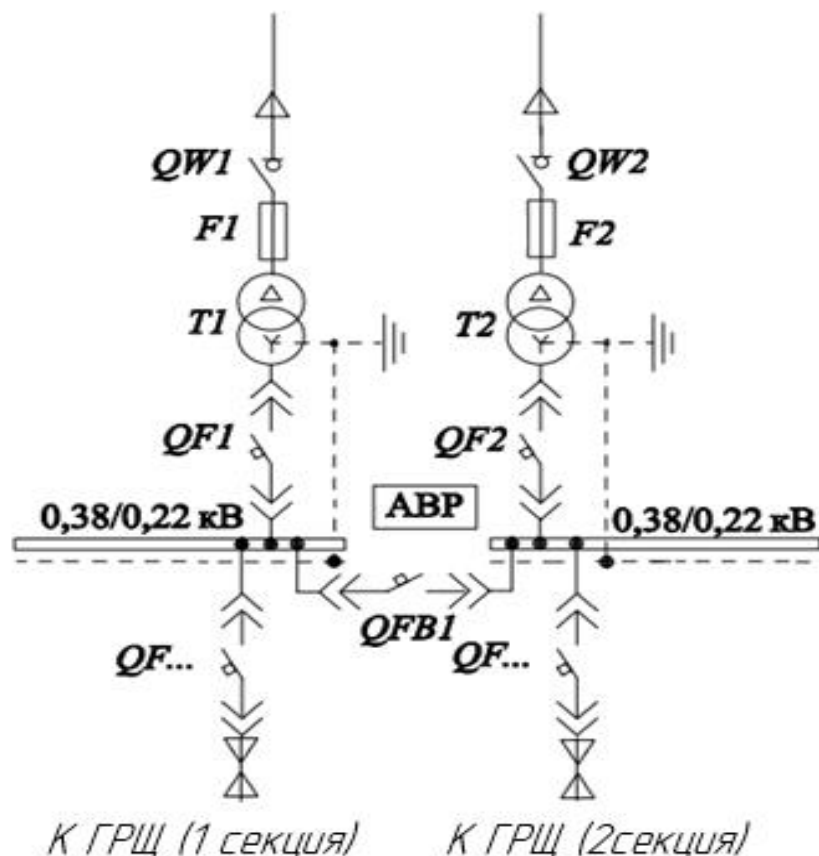 QW1
QW2
F1
F2
T1
T2
QF1
QF2
АВР
0,38/0,22 кВ
0,38/0,22 кВ
QFB1
QF...
QF...
К ГРЩ (1 секция)
К ГРЩ (2секция)